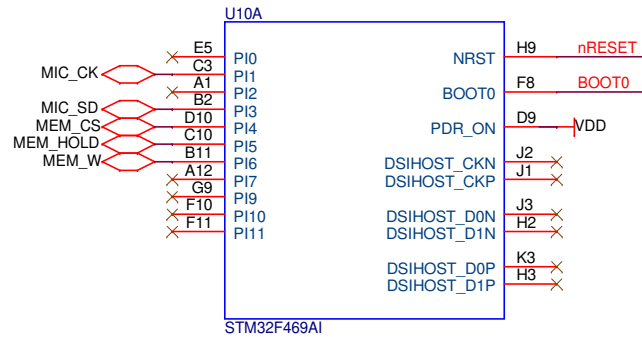 U10A
E5 PI0
MIC_CK C3 PI1
A1 PI2
MIC_SD B2 PI3
MEM_CS D10 PI4
MEM_HOLD C10 PI5
MEM_W B11 PI6
A12 PI7
G9 PI9
F10 PI10
F11 PI11
NRST H9 nRESET
BOOT0 F8 BOOT0
PDR_ON D9 VDD
DSIHOST_CKN J2
DSIHOST_CKP J1
DSIHOST_D0N J3
DSIHOST_D1N H2
DSIHOST_D0P K3
DSIHOST_D1P H3
STM32F469AI